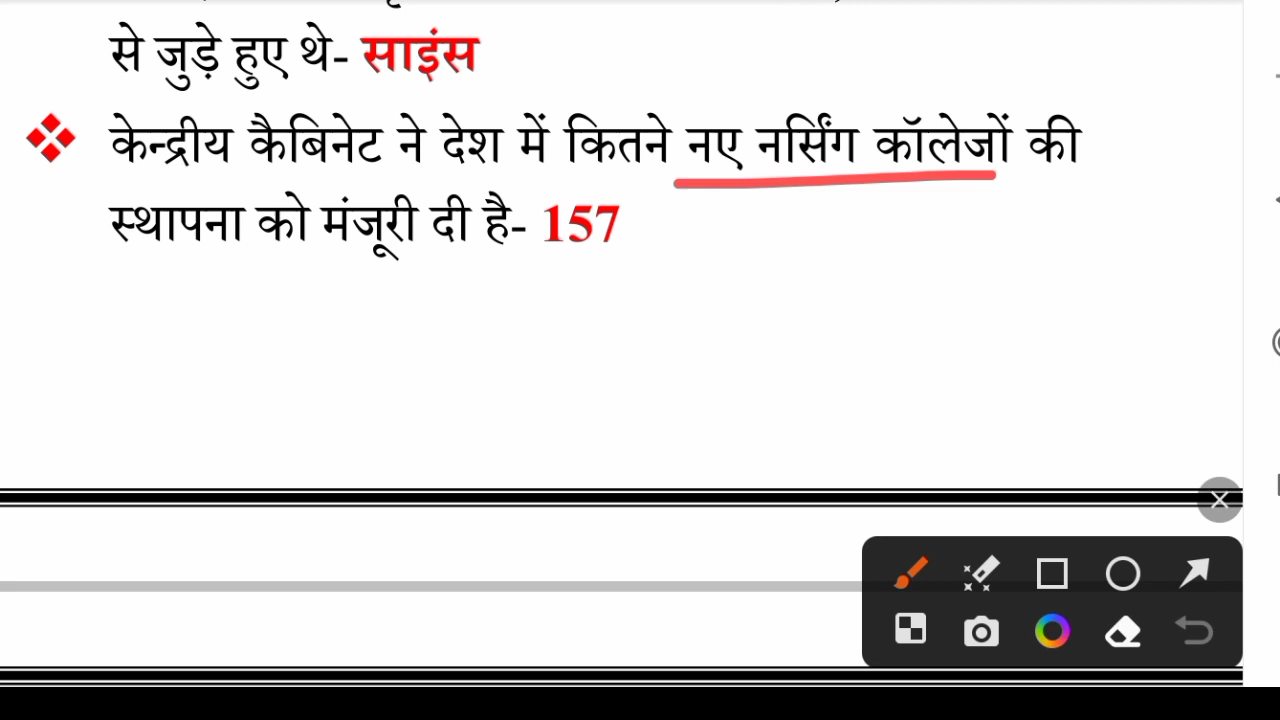 से जुड़े हुए थे- साइंस
❖ केन्द्रीय कैबिनेट ने देश में कितने नए नर्सिंग कॉलेजों की
स्थापना को मंजूरी दी है- 157